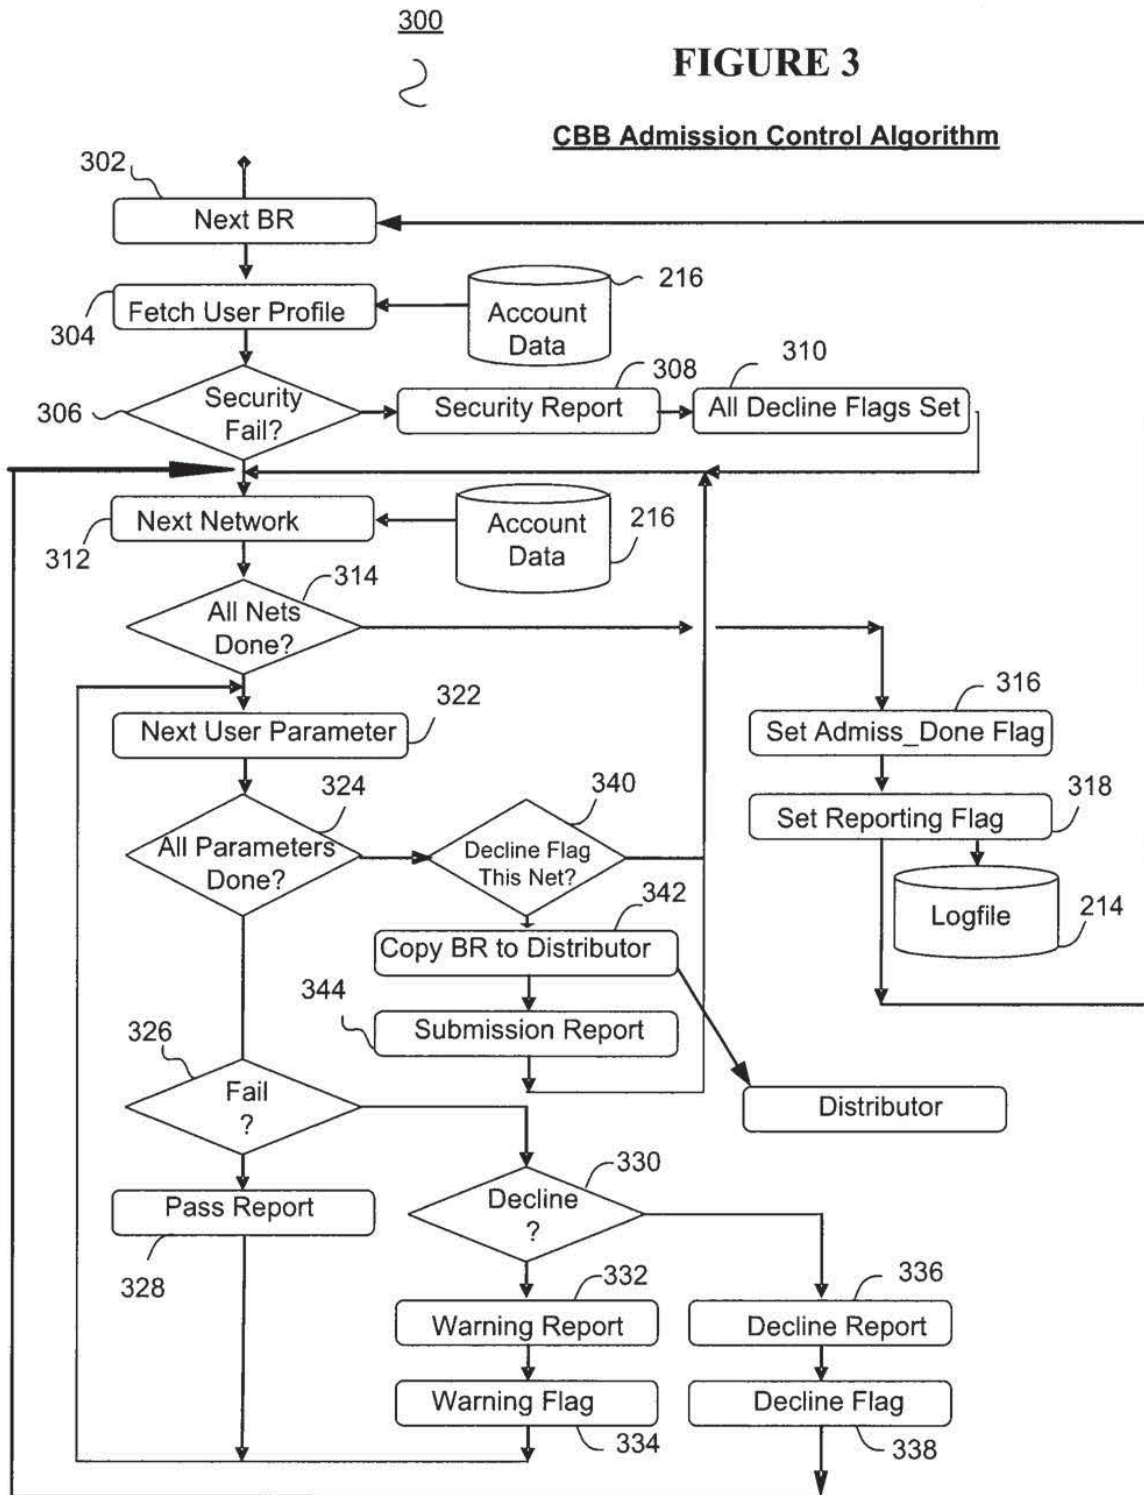 300
FIGURE 3
CBB Admission Control Algorithm
302
Next BR
216
304
Fetch User Profile
Account
Data
306
Security
Fail?
308
Security Report
310
All Decline Flags Set
312
Next Network
Account
Data
216
314
All Nets
Done?
322
Next User Parameter
316
Set Admiss_Done Flag
324
All Parameters
Done?
340
Decline Flag
This Net?
318
Set Reporting Flag
342
Copy BR to Distributor
Logfile
214
344
Submission Report
326
Fail
?
Distributor
330
Decline
?
Pass Report
328
332
Warning Report
336
Decline Report
Warning Flag
334
Decline Flag
338